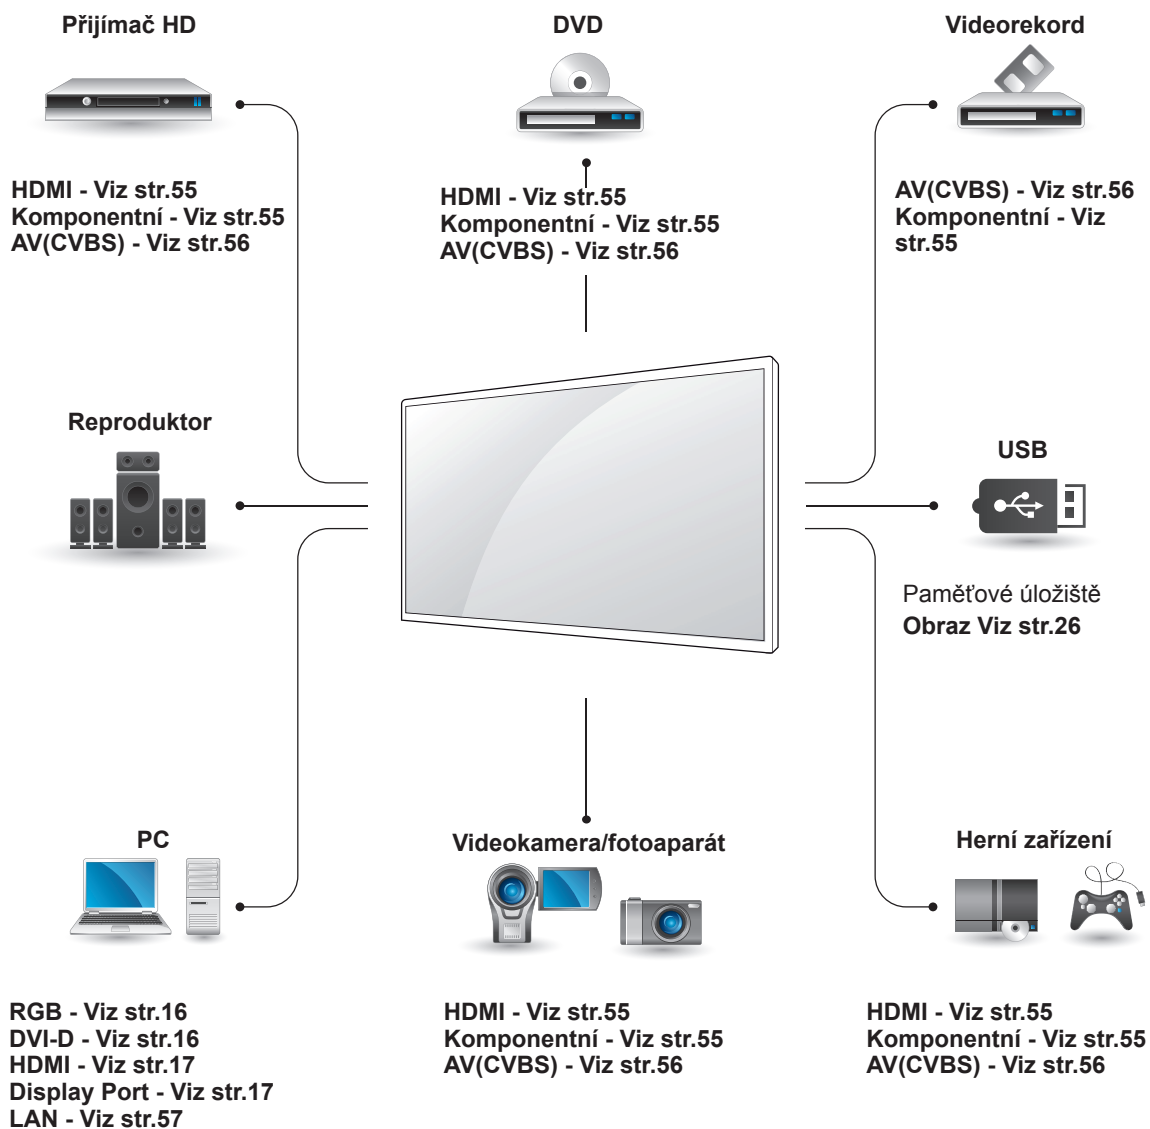 Přijímač HD
HDMI - Viz str.55
Komponentní - Viz str.55
AV(CVBS) - Viz str.56
DVD
HDMI - Viz str.55
Komponentní - Viz str.55
AV(CVBS) - Viz str.56
Videorekord
AV(CVBS) - Viz str.56
Komponentní - Viz
str.55
Reproduktor
USB
Paměťové úložiště
Obraz Viz str.26
PC
RGB - Viz str.16
DVI-D - Viz str.16
HDMI - Viz str.17
Display Port - Viz str.17
LAN - Viz str.57
Videokamera/fotoaparát
HDMI - Viz str.55
Komponentní - Viz str.55
AV(CVBS) - Viz str.56
Herní zařízení
HDMI - Viz str.55
Komponentní - Viz str.55
AV(CVBS) - Viz str.56